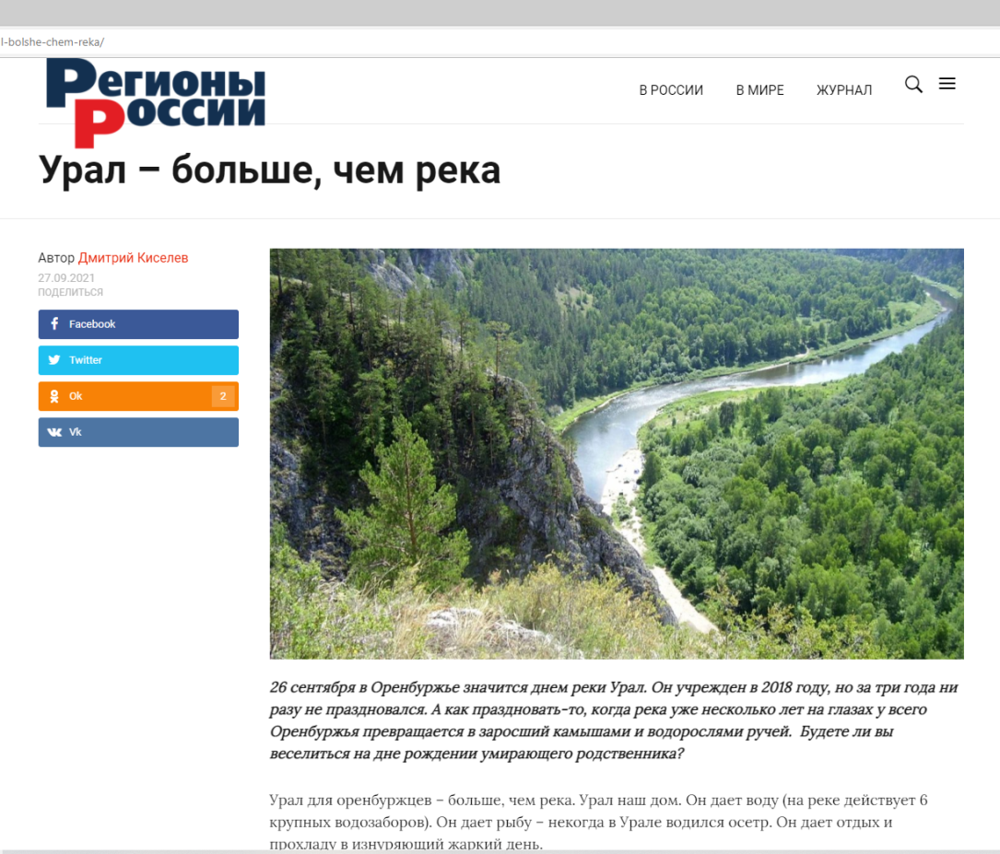 l-bolshe-chem-reka/
Регионы
России
В РОССИИ В МИРЕ ЖУРНАЛ
Урал – больше, чем река
Автор Дмитрий Киселев
27.09.2021
ПОДЕЛИТЬСЯ
Facebook
Twitter
Ok 2
Vk
26 сентября в Оренбуржье значится днем реки Урал. Он учрежден в 2018 году, но за три года ни
разу не праздновался. А как праздновать-то, когда река уже несколько лет на глазах у всего
Оренбуржья превращается в заросший камышами и водорослями ручей. Будете ли вы
веселиться на дне рождении умирающего родственника?
Урал для оренбуржцев – больше, чем река. Урал наш дом. Он дает воду (на реке действует 6
крупных водозаборов). Он дает рыбу – некогда в Урале водился осетр. Он дает отдых и
прохладу в изнуряющий жаркий день.